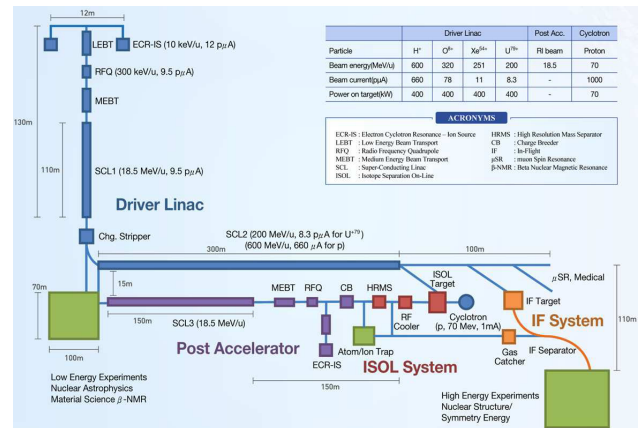 12m
LEBT
ECR-IS (10 keV/u, 12 pμA)
RFQ (300 keV/u, 9.5 pμA)
MEBT
130m
110m
SCL1 (18.5 MeV/u, 9.5 pμA)
Driver Linac
Chg. Stripper
Driver Linac Post Acc. Cyclotron
Particle H⁺ O⁸⁺ Xe⁵⁴⁺ U⁷⁹⁺ RI beam Proton
Beam energy(MeV/u) 600 320 251 200 18.5 70
Beam current(pμA) 660 78 11 8.3 - 1000
Power on target(kW) 400 400 400 400 - 70
ACRONYMS
ECR-IS : Electron Cyclotron Resonance – Ion Source
LEBT : Low Energy Beam Transport
RFQ : Radio Frequency Quadrupole
MEBT : Medium Energy Beam Transport
SCL : Super-Conducting Linac
ISOL : Isotope Separation On-Line
HRMS : High Resolution Mass Separator
CB : Charge Breeder
IF : In-Flight
μSR : muon Spin Resonance
β-NMR : Beta Nuclear Magnetic Resonance
SCL2 (200 MeV/u, 8.3 pμA for U⁺⁷⁹)
(600 MeV/u, 660 μA for p)
300m
100m
15m
70m
100m
MEBT
RFQ
CB
HRMS
ISOL
Target
RF
Cooler
Cyclotron
(p, 70 Mev, 1mA)
μSR, Medical
IF Target
IF System
150m
SCL3 (18.5 MeV/u)
Post Accelerator
ECR-IS
Atom/Ion Trap
ISOL System
150m
Gas
Catcher
IF Separator
110m
Low Energy Experiments
Nuclear Astrophysics
Material Science β-NMR
High Energy Experiments
Nuclear Structure/
Symmetry Energy